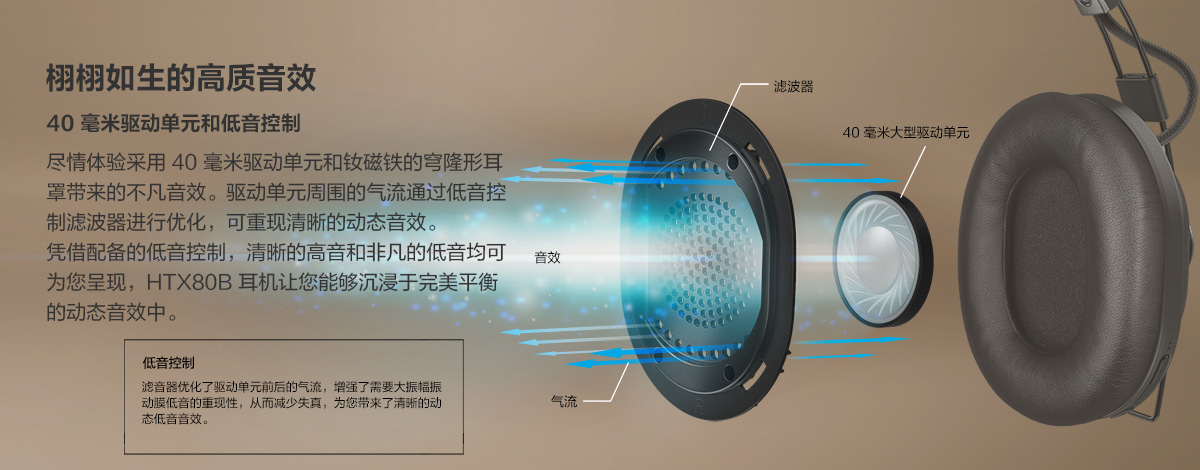 栩栩如生的高质音效
40 毫米驱动单元和低音控制
尽情体验采用 40 毫米驱动单元和钕磁铁的穹隆形耳
罩带来的不凡音效。驱动单元周围的气流通过低音控
制滤波器进行优化，可重现清晰的动态音效。
凭借配备的低音控制，清晰的高音和非凡的低音均可
为您呈现，HTX80B 耳机让您能够沉浸于完美平衡
的动态音效中。
低音控制
滤音器优化了驱动单元前后的气流，增强了需要大振幅振
动膜低音的重现性，从而减少失真，为您带来了清晰的动
态低音音效。
滤波器
40 毫米大型驱动单元
音效
气流